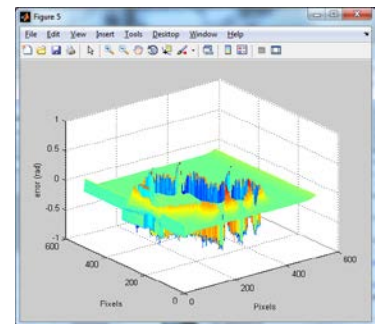 Figure 5
File Edit View Insert Tools Desktop Window Help
1
0.5
0
-0.5
-1
error (rad)
600
400
200
0
Pixels
0
200
400
600
Pixels